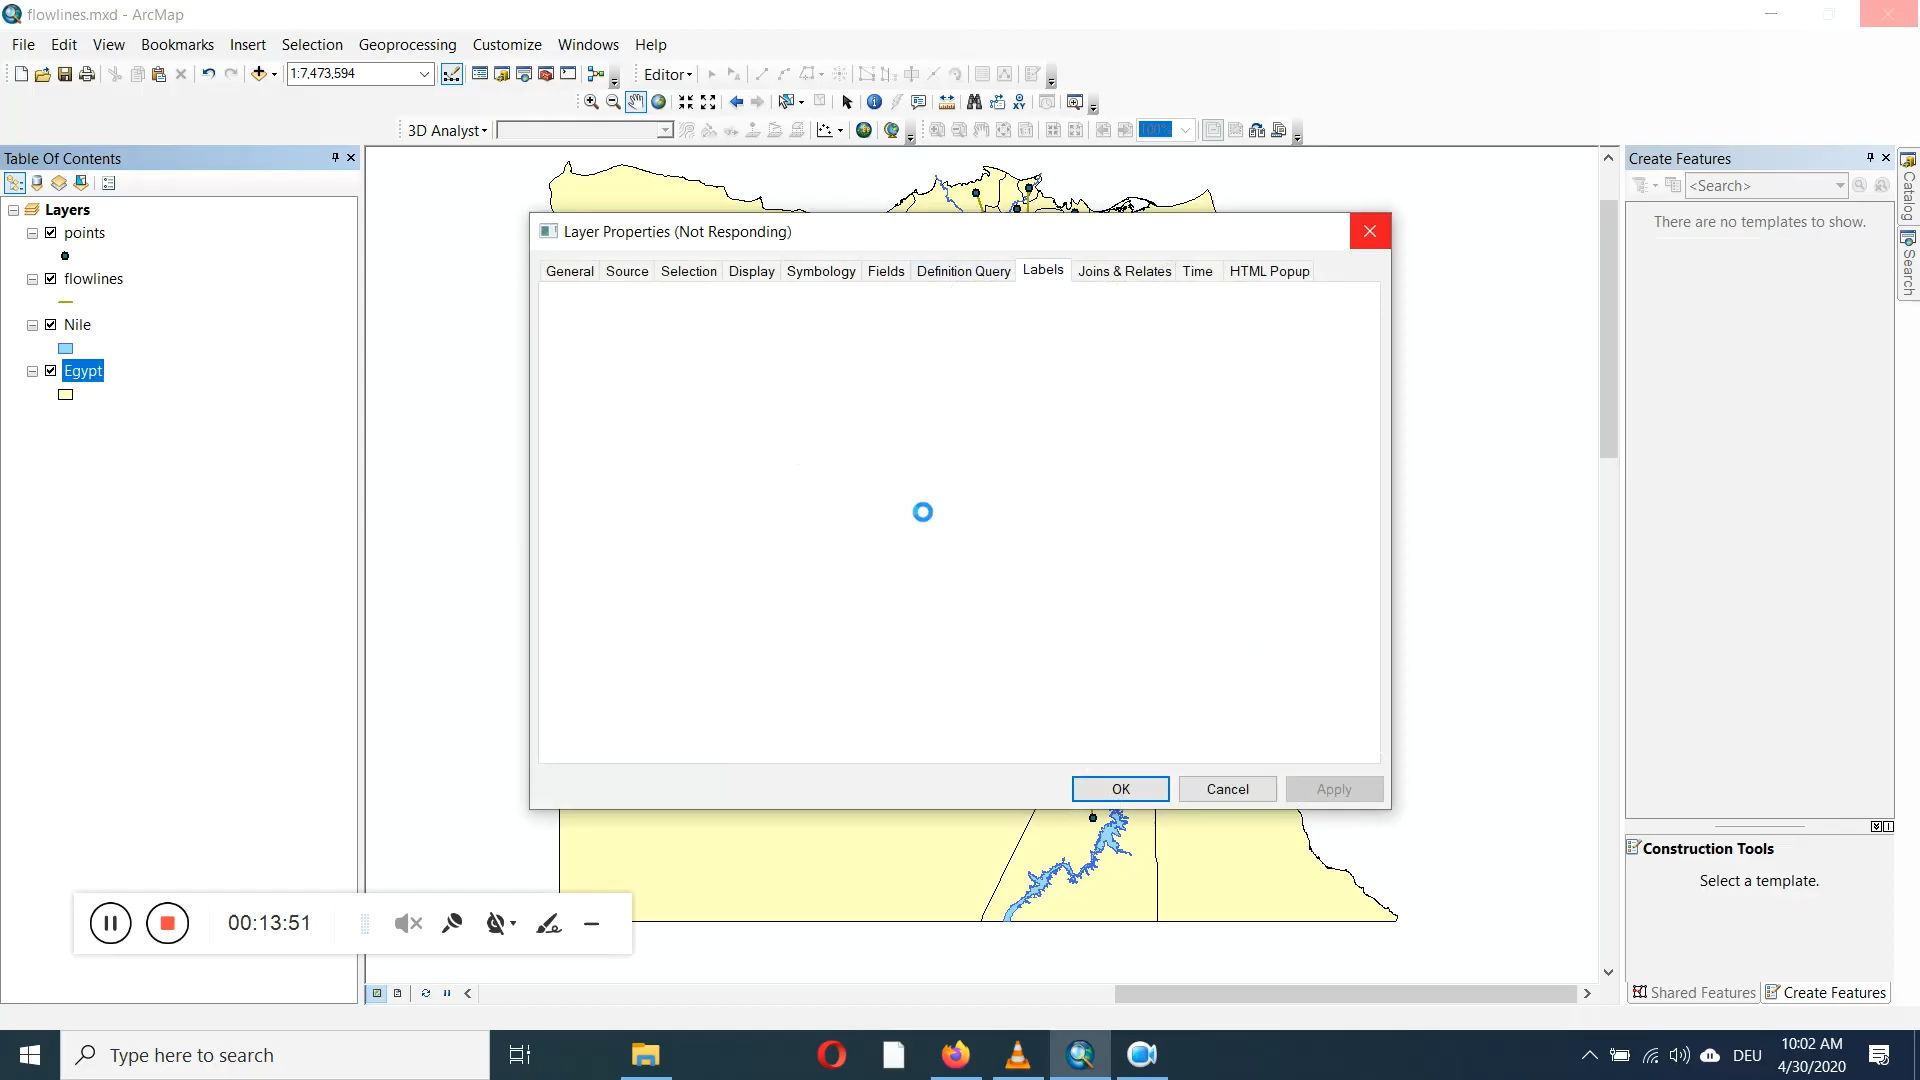 flowlines.mxd - ArcMap
File Edit View Bookmarks Insert Selection Geoprocessing Customize Windows Help
1:7,473,594
Editor
3D Analyst
100%
Table Of Contents
Layers
points
flowlines
Nile
Egypt
Layer Properties (Not Responding)
General Source Selection Display Symbology Fields Definition Query Labels Joins & Relates Time HTML Popup
OK Cancel Apply
Create Features
<Search>
There are no templates to show.
Catalog
Search
Construction Tools
Select a template.
Shared Features Create Features
00:13:51
Type here to search
DEU
10:02 AM
4/30/2020